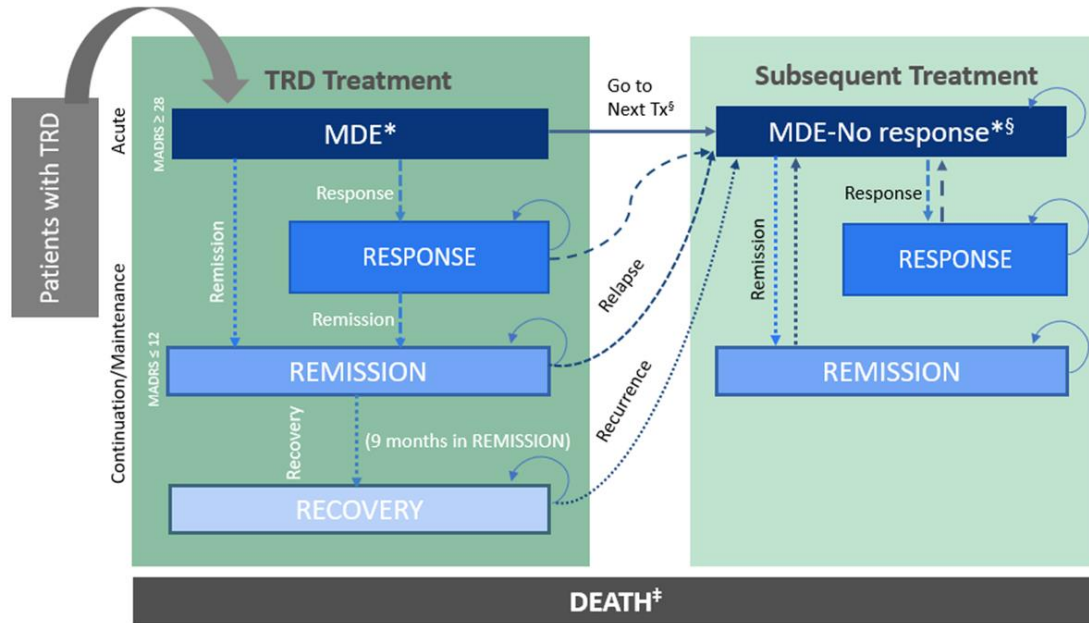 Patients with TRD
Acute
Continuation/Maintenance
MADRS ≥ 28
MADRS ≤ 12
TRD Treatment
MDE*
Remission
Response
RESPONSE
Remission
REMISSION
Recovery
(9 months in REMISSION)
RECOVERY
Go to
Next Tx§
Relapse
Recurrence
Subsequent Treatment
MDE-No response*§
Remission
Response
RESPONSE
REMISSION
DEATH‡